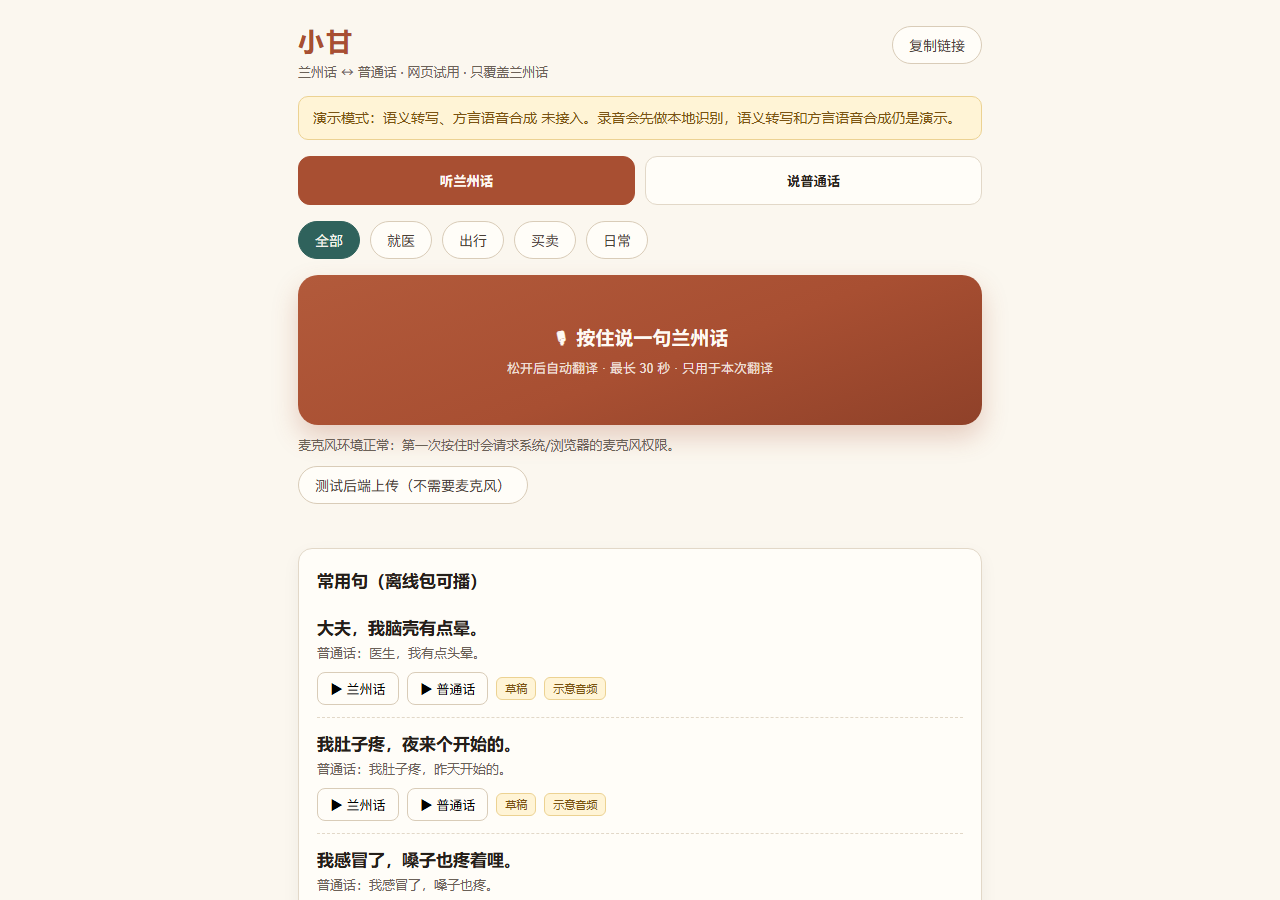 小甘
复制链接
兰州话 ↔ 普通话 · 网页试用 · 只覆盖兰州话
演示模式：语义转写、方言语音合成 未接入。录音会先做本地识别，语义转写和方言语音合成仍是演示。
听兰州话
说普通话
全部
就医
出行
买卖
日常
按住说一句兰州话
松开后自动翻译 · 最长 30 秒 · 只用于本次翻译
麦克风环境正常：第一次按住时会请求系统/浏览器的麦克风权限。
测试后端上传（不需要麦克风）
常用句（离线包可播）
大夫，我脑壳有点晕。
普通话：医生，我有点头晕。
▶ 兰州话
▶ 普通话
草稿
示意音频
我肚子疼，夜来个开始的。
普通话：我肚子疼，昨天开始的。
▶ 兰州话
▶ 普通话
草稿
示意音频
我感冒了，嗓子也疼着哩。
普通话：我感冒了，嗓子也疼。